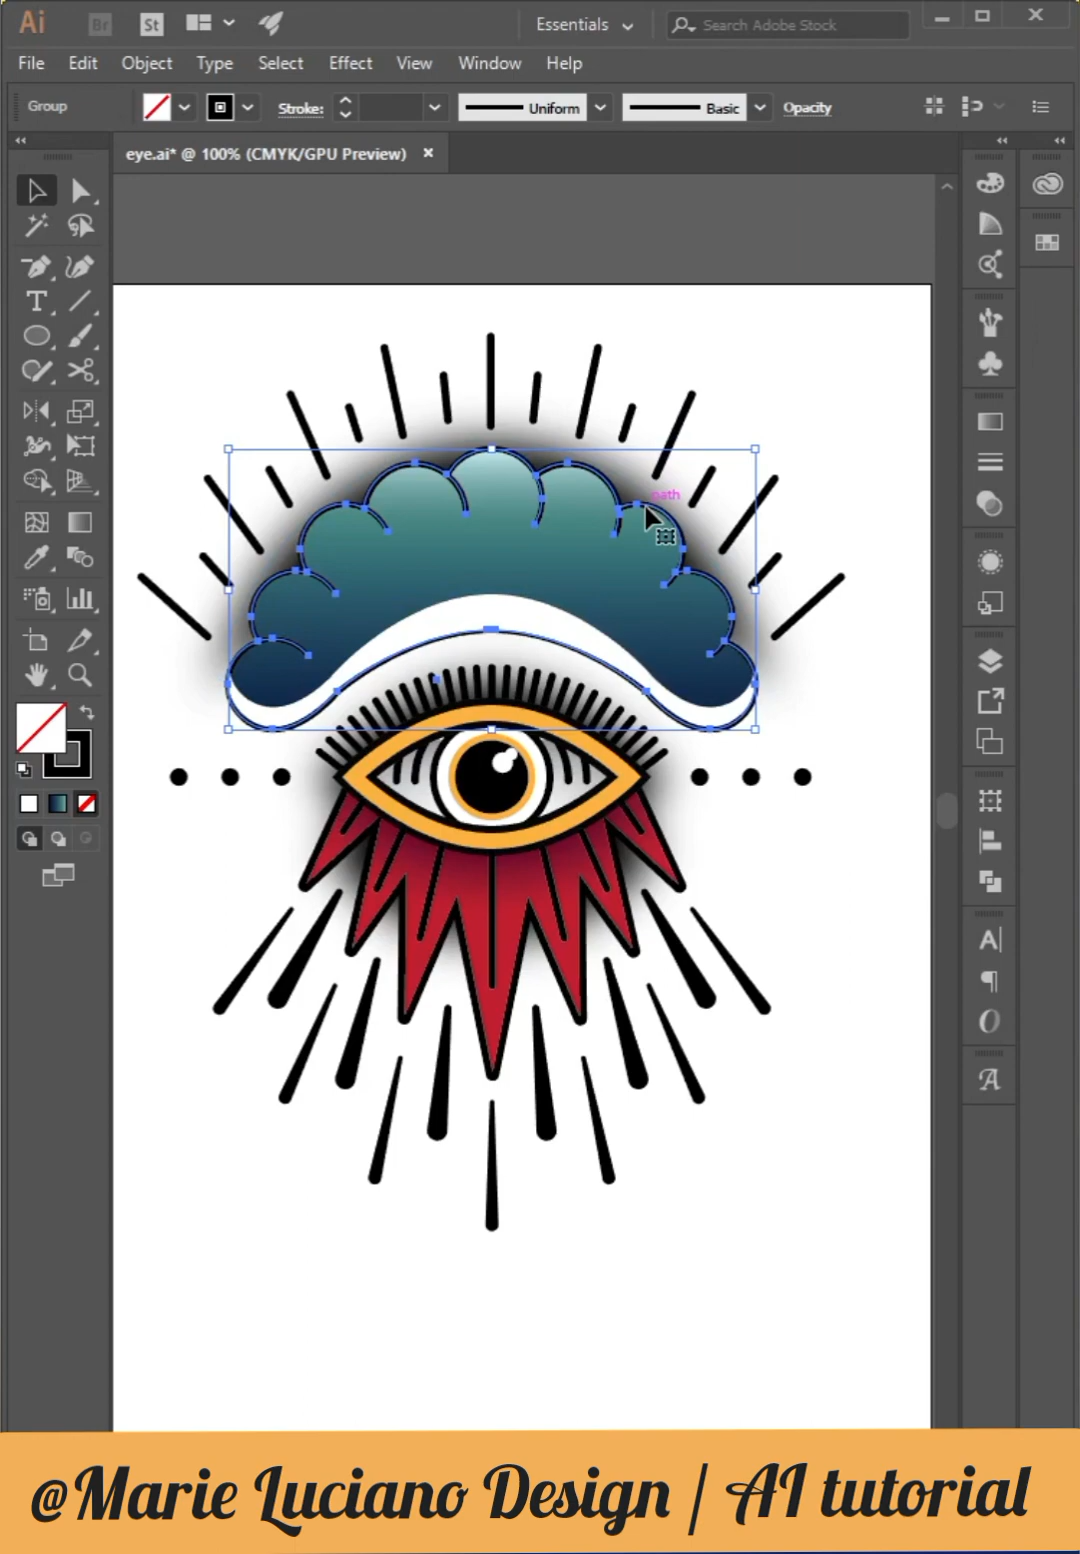 Ai Br St Essentials Search Adobe Stock
File Edit Object Type Select Effect View Window Help
Group Stroke: Uniform Basic Opacity
eye.ai* @ 100% (CMYK/GPU Preview) ×
path
@Marie Luciano Design / AI tutorial